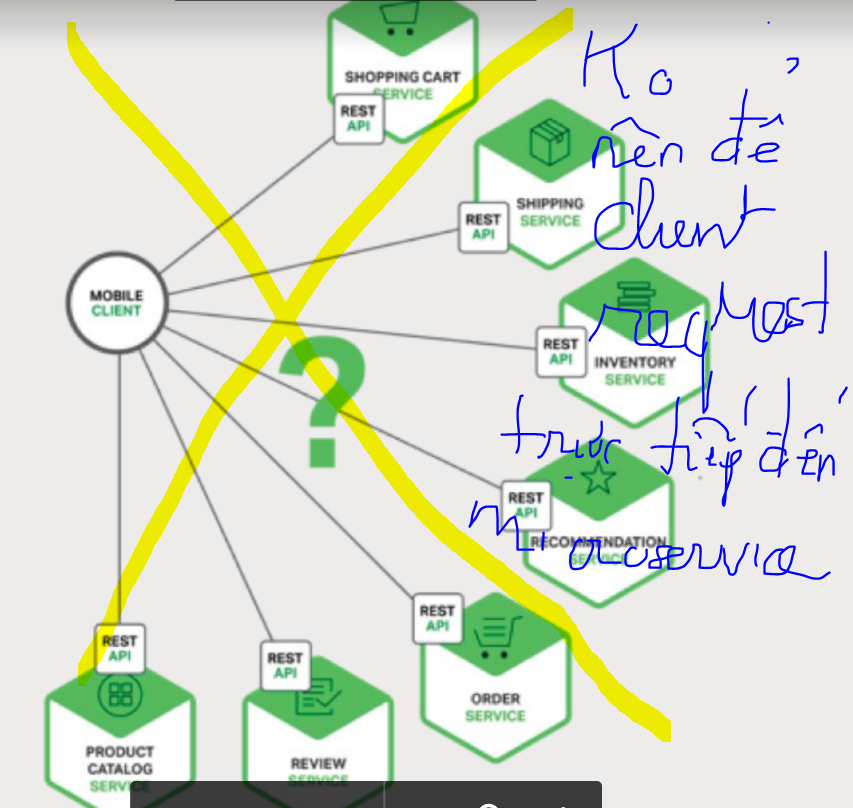 SHOPPING CART
SERVICE
REST
API
Ko
nên để
client
SHIPPING
SERVICE
REST
API
MOBILE
CLIENT
request
REST
API
INVENTORY
SERVICE
?
trực tiếp đến
REST
API
microservice
RECOMMENDATION
SERVICE
REST
API
ORDER
SERVICE
REST
API
PRODUCT
CATALOG
SERVICE
REST
API
REVIEW
SERVICE